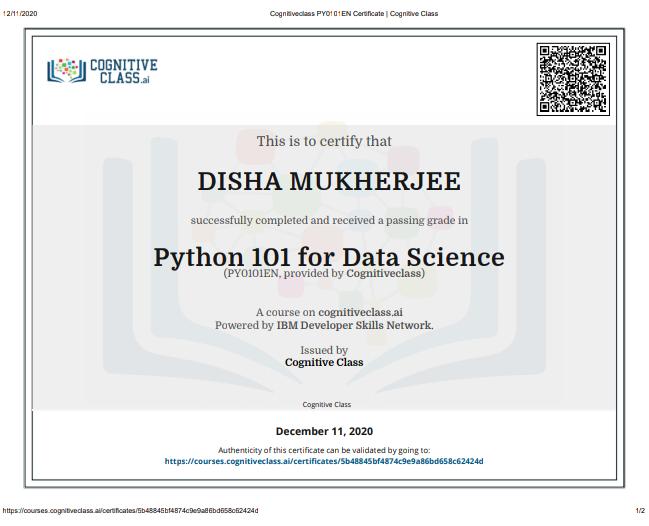 12/11/2020 Cognitiveclass PY0101EN Certificate | Cognitive Class
COGNITIVE
CLASS.ai
This is to certify that
DISHA MUKHERJEE
successfully completed and received a passing grade in
Python 101 for Data Science
(PY0101EN, provided by Cognitiveclass)
A course on cognitiveclass.ai
Powered by IBM Developer Skills Network.
Issued by
Cognitive Class
Cognitive Class
December 11, 2020
Authenticity of this certificate can be validated by going to:
https://courses.cognitiveclass.ai/certificates/5b48845bf4874c9e9a86bd658c62424d
https://courses.cognitiveclass.ai/certificates/5b48845bf4874c9e9a86bd658c62424d 1/2